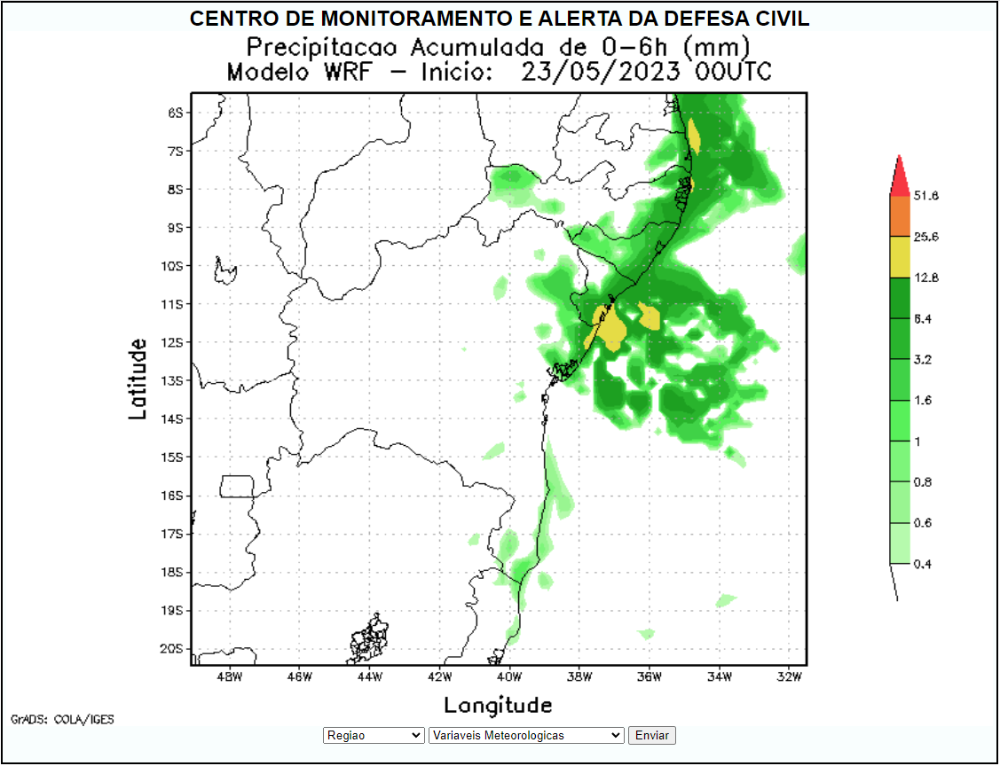 CENTRO DE MONITORAMENTO E ALERTA DA DEFESA CIVIL
Precipitacao Acumulada de 0-6h (mm)
Modelo WRF - Inicio: 23/05/2023 00UTC
6S
7S
8S
9S
10S
11S
12S
13S
14S
15S
16S
17S
18S
19S
20S
Latitude
48W 46W 44W 42W 40W 38W 36W 34W 32W
Longitude
51.6
25.6
12.8
6.4
3.2
1.6
1
0.8
0.6
0.4
GrADS: COLA/IGES
Regiao Variaveis Meteorologicas Enviar